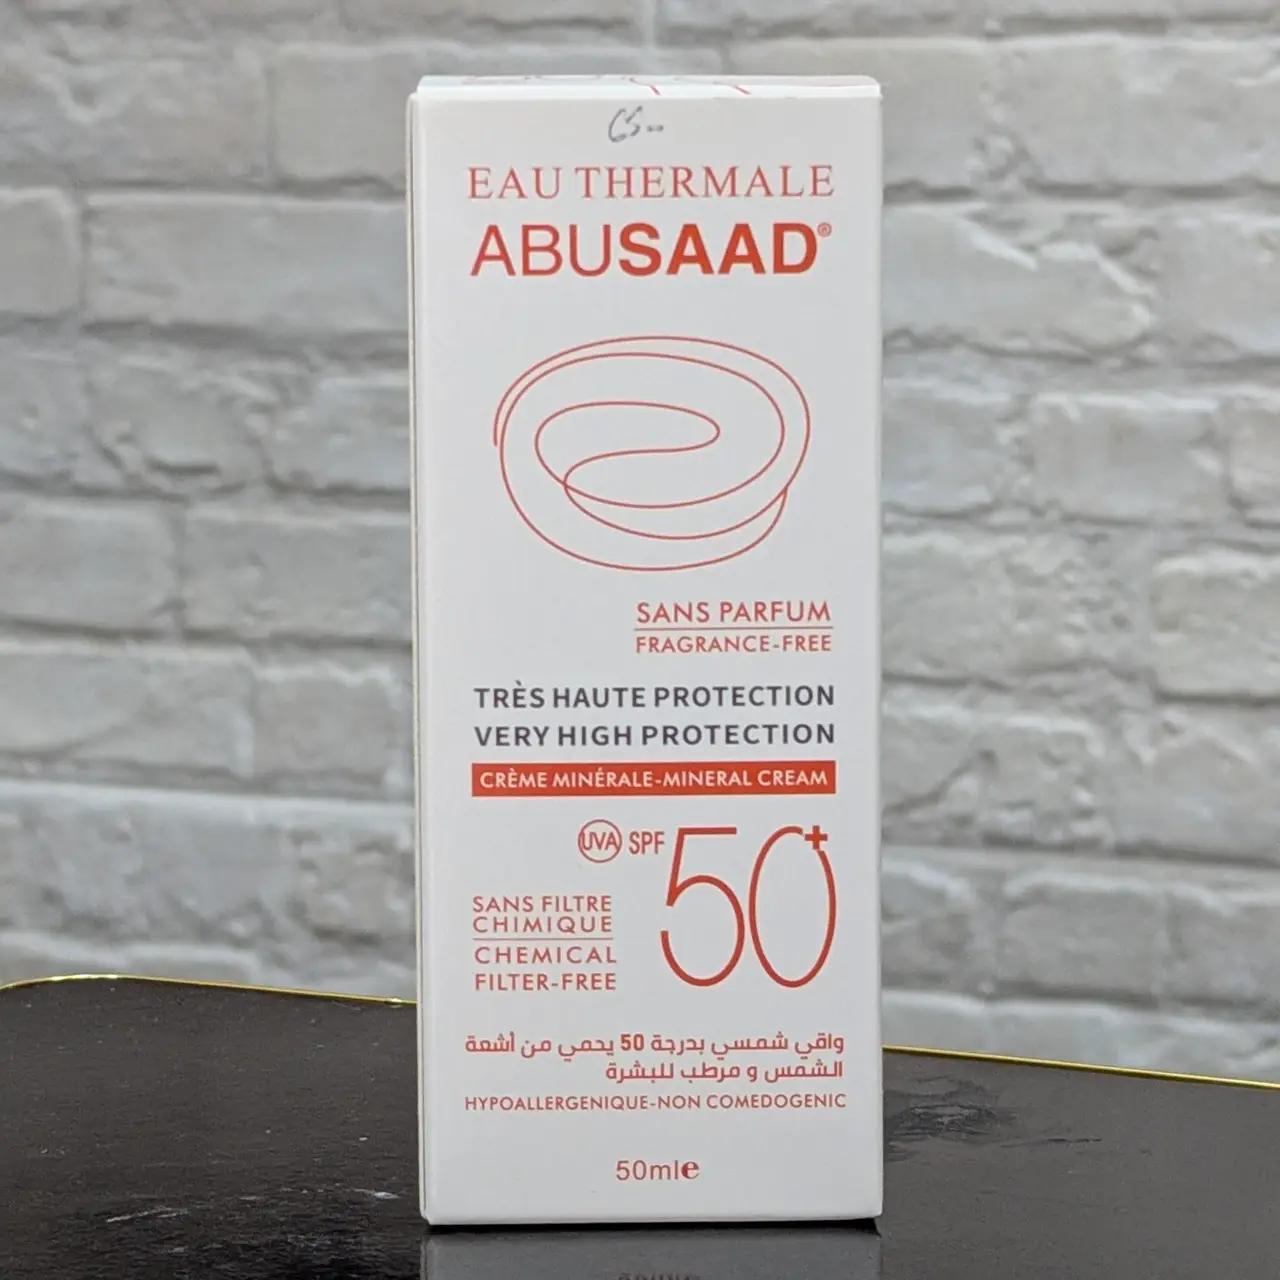 EAU THERMALE
ABUSAAD®
SANS PARFUM
FRAGRANCE-FREE
TRÈS HAUTE PROTECTION
VERY HIGH PROTECTION
CRÈME MINÉRALE-MINERAL CREAM
UVA SPF 50+
SANS FILTRE
CHIMIQUE
CHEMICAL
FILTER-FREE
واقي شمسي بدرجة 50 يحمي من أشعة
الشمس و مرطب للبشرة
HYPOALLERGENIQUE-NON COMEDOGENIC
50ml e